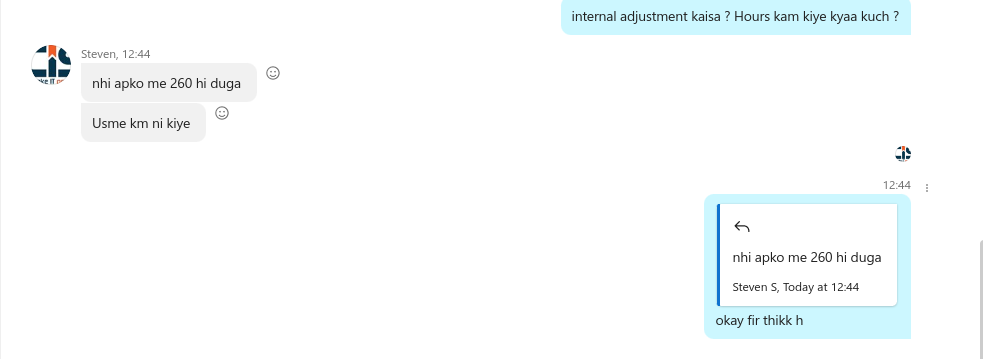 internal adjustment kaisa ? Hours kam kiye kyaa kuch ?
Steven, 12:44
nhi apko me 260 hi duga
Usme km ni kiye
12:44
nhi apko me 260 hi duga
Steven S, Today at 12:44
okay fir thikk h